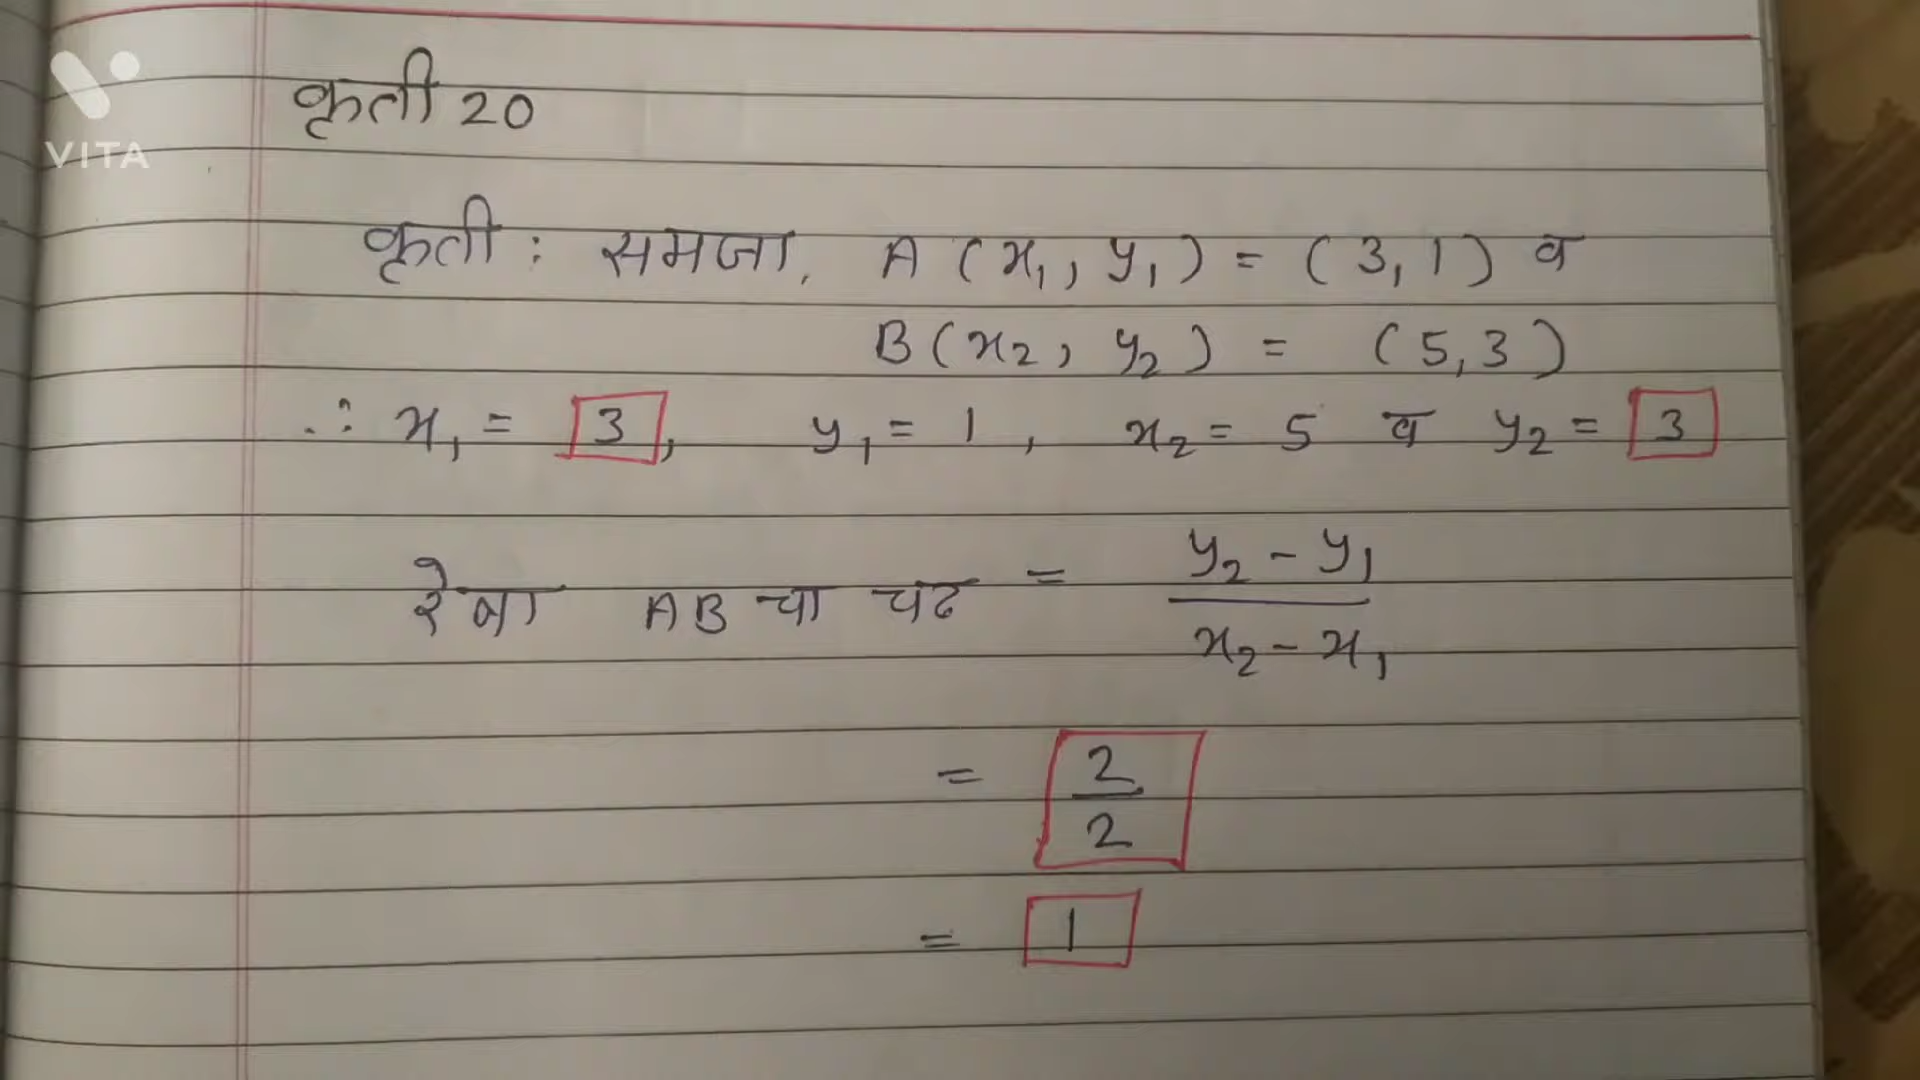 VITA
कृती 20
कृती : समजा, A (x₁, y₁) = (3, 1) व
B (x₂, y₂) = (5, 3)
∴ x₁ = 3, y₁ = 1, x₂ = 5 व y₂ = 3
रेषा AB चा चढ = y₂ - y₁
x₂ - x₁
= 2
2
= 1